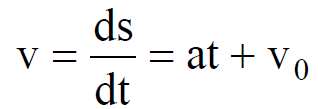 v = ds/dt = at + v₀